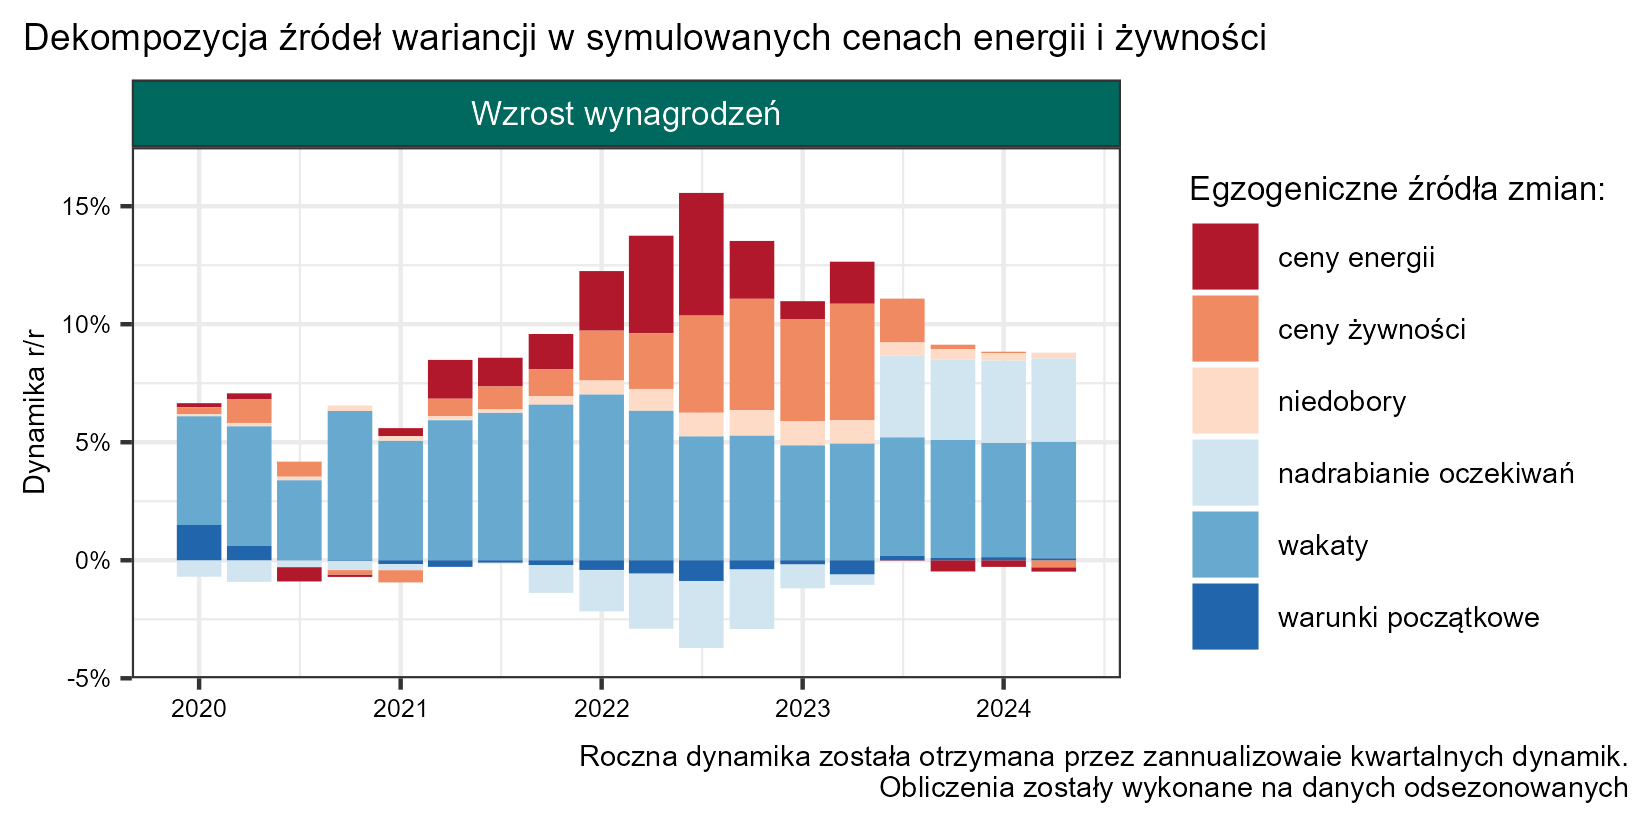 Dekompozycja źródeł wariancji w symulowanych cenach energii i żywności
Wzrost wynagrodzeń
Dynamika r/r
15%
10%
5%
0%
-5%
2020
2021
2022
2023
2024
Egzogeniczne źródła zmian:
ceny energii
ceny żywności
niedobory
nadrabianie oczekiwań
wakaty
warunki początkowe
Roczna dynamika została otrzymana przez zannualizowaie kwartalnych dynamik.
Obliczenia zostały wykonane na danych odsezonowanych